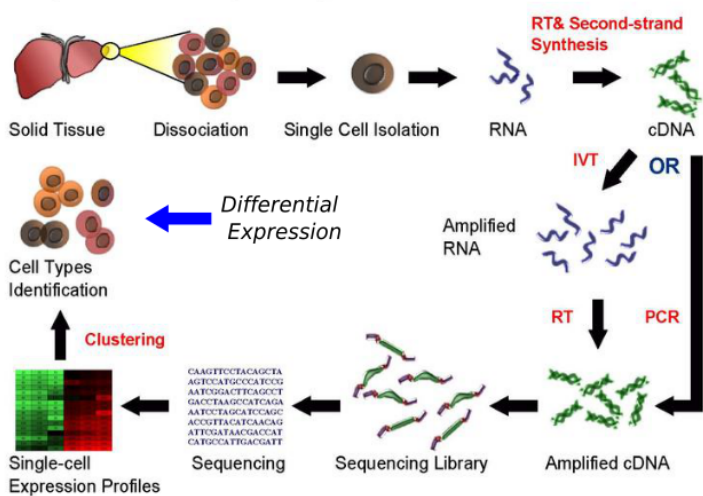 RT& Second-strand
Synthesis
Solid Tissue
Dissociation
Single Cell Isolation
RNA
cDNA
IVT
OR
Differential
Expression
Amplified
RNA
Cell Types
Identification
RT
PCR
Clustering
CAAGTTCCTACAGCTA
AGTCCATGCCCATCCG
AATCGGACTTCAGCCT
GACCTAAGCCATCAGA
AATCCTAGCATCCAGC
ACCGTTACATCAACAG
ATTCGATAACGACCAT
CATGCCATTGACGATT
Single-cell
Expression Profiles
Sequencing
Sequencing Library
Amplified cDNA